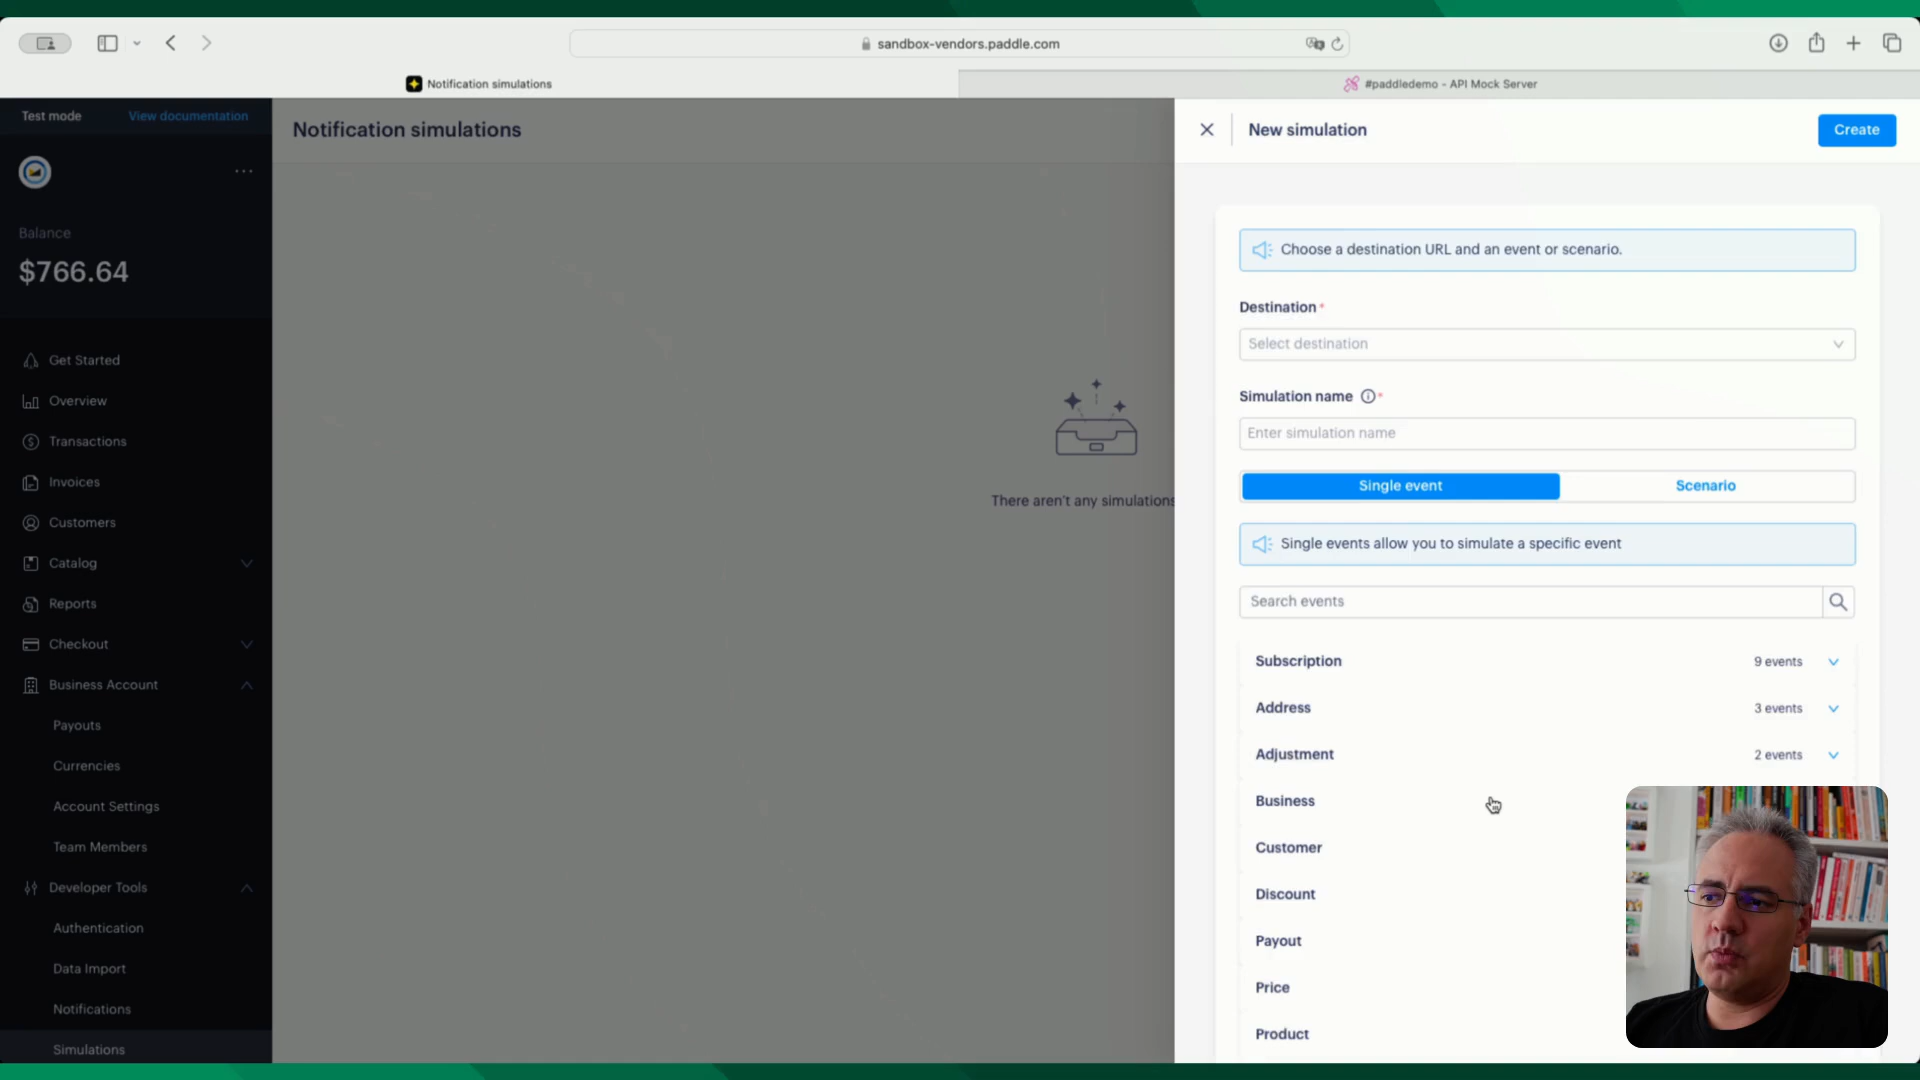 sandbox-vendors.paddle.com
Notification simulations
#paddledemo - API Mock Server
Test mode
View documentation
Balance
$766.64
Get Started
Overview
Transactions
Invoices
Customers
Catalog
Reports
Checkout
Business Account
Payouts
Currencies
Account Settings
Team Members
Developer Tools
Authentication
Data Import
Notifications
Simulations
Notification simulations
There aren't any simulations
New simulation
Create
Choose a destination URL and an event or scenario.
Destination *
Select destination
Simulation name *
Enter simulation name
Single event
Scenario
Single events allow you to simulate a specific event
Search events
Subscription
9 events
Address
3 events
Adjustment
2 events
Business
Customer
Discount
Payout
Price
Product